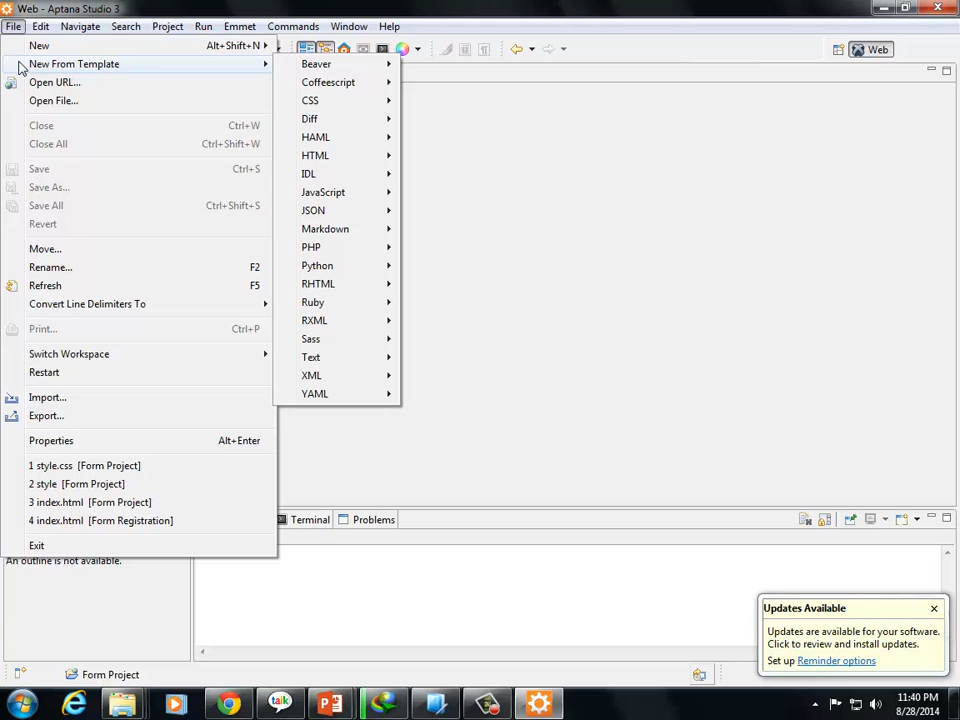 Web - Aptana Studio 3
File Edit Navigate Search Project Run Emmet Commands Window Help
New Alt+Shift+N
New From Template
Open URL...
Open File...
Close Ctrl+W
Close All Ctrl+Shift+W
Save Ctrl+S
Save As...
Save All Ctrl+Shift+S
Revert
Move...
Rename... F2
Refresh F5
Convert Line Delimiters To
Print... Ctrl+P
Switch Workspace
Restart
Import...
Export...
Properties Alt+Enter
1 style.css [Form Project]
2 style [Form Project]
3 index.html [Form Project]
4 index.html [Form Registration]
Exit
Beaver
Coffeescript
CSS
Diff
HAML
HTML
IDL
JavaScript
JSON
Markdown
PHP
Python
RHTML
Ruby
RXML
Sass
Text
XML
YAML
Web
Terminal Problems
An outline is not available.
Updates Available
Updates are available for your software.
Click to review and install updates.
Set up Reminder options
Form Project
talk
11:40 PM
8/28/2014